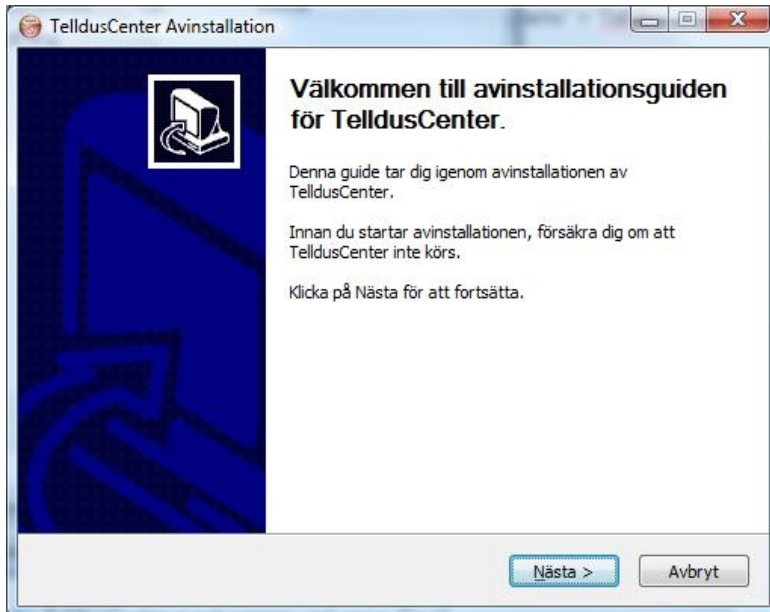 TelldusCenter Avinstallation
Välkommen till avinstallationsguiden
för TelldusCenter.
Denna guide tar dig igenom avinstallationen av
TelldusCenter.
Innan du startar avinstallationen, försäkra dig om att
TelldusCenter inte körs.
Klicka på Nästa för att fortsätta.
Nästa > Avbryt